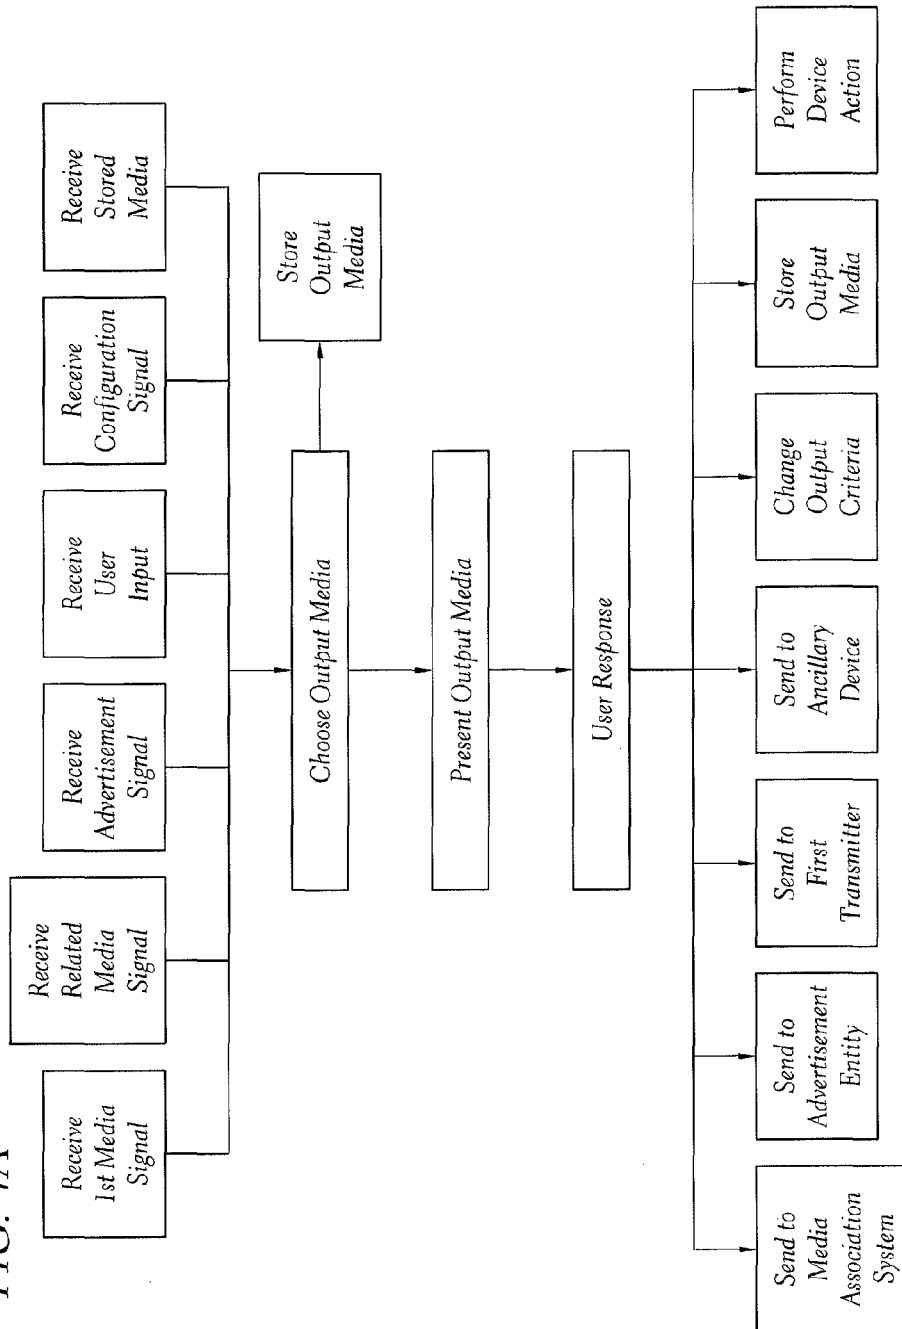 FIG. 7A
Receive
1st Media
Signal
Receive
Related
Media
Signal
Receive
Advertisement
Signal
Receive
User
Input
Receive
Configuration
Signal
Receive
Stored
Media
Choose Output Media
Store
Output
Media
Present Output Media
User Response
Send to
Media
Association
System
Send to
Advertisement
Entity
Send to
First
Transmitter
Send to
Ancillary
Device
Change
Output
Criteria
Store
Output
Media
Perform
Device
Action